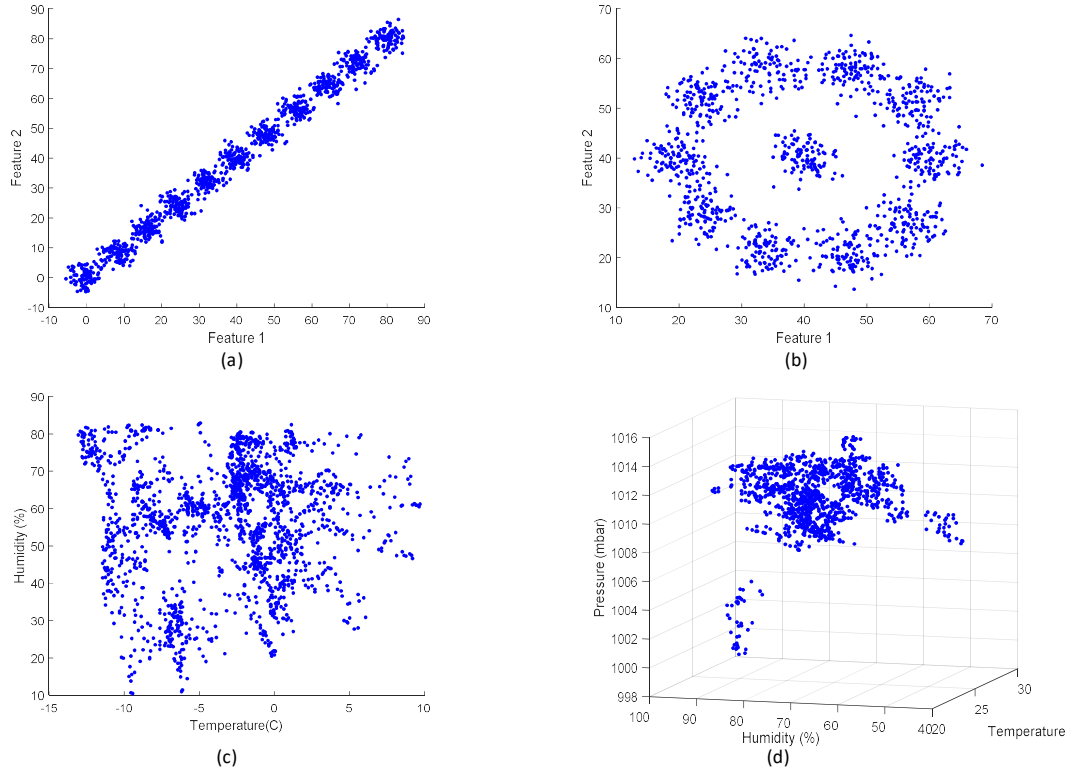 90
80
70
60
50
40
30
20
10
0
-10
-10 0 10 20 30 40 50 60 70 80 90
Feature 2
Feature 1
(a)
70
60
50
40
30
20
10
10 20 30 40 50 60 70
Feature 2
Feature 1
(b)
90
80
70
60
50
40
30
20
10
-15 -10 -5 0 5 10
Humidity (%)
Temperature(C)
(c)
1016
1014
1012
1010
1008
1006
1004
1002
1000
998
Pressure (mbar)
100 90 80 70 60 50 40
Humidity (%)
20 25 30
Temperature
(d)